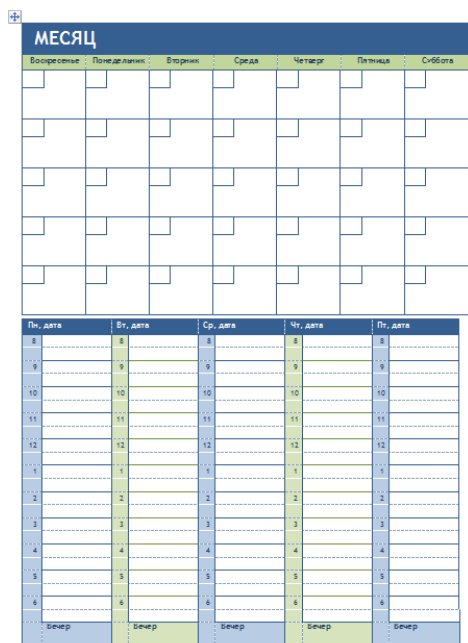 МЕСЯЦ
Воскресенье Понедельник Вторник Среда Четверг Пятница Суббота
Пн, дата Вт, дата Ср, дата Чт, дата Пт, дата
8 8 8 8 8
9 9 9 9 9
10 10 10 10 10
11 11 11 11 11
12 12 12 12 12
1 1 1 1 1
2 2 2 2 2
3 3 3 3 3
4 4 4 4 4
5 5 5 5 5
6 6 6 6 6
Вечер Вечер Вечер Вечер Вечер